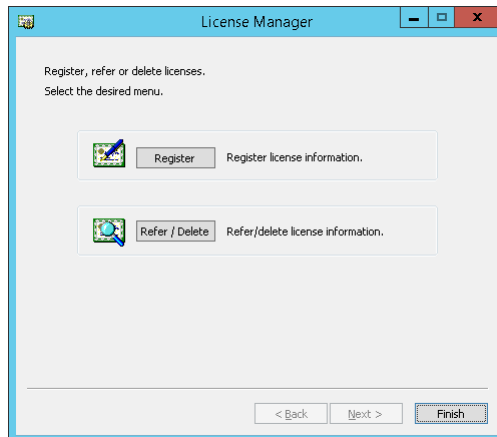 License Manager
Register, refer or delete licenses.
Select the desired menu.
Register Register license information.
Refer / Delete Refer/delete license information.
< Back Next > Finish